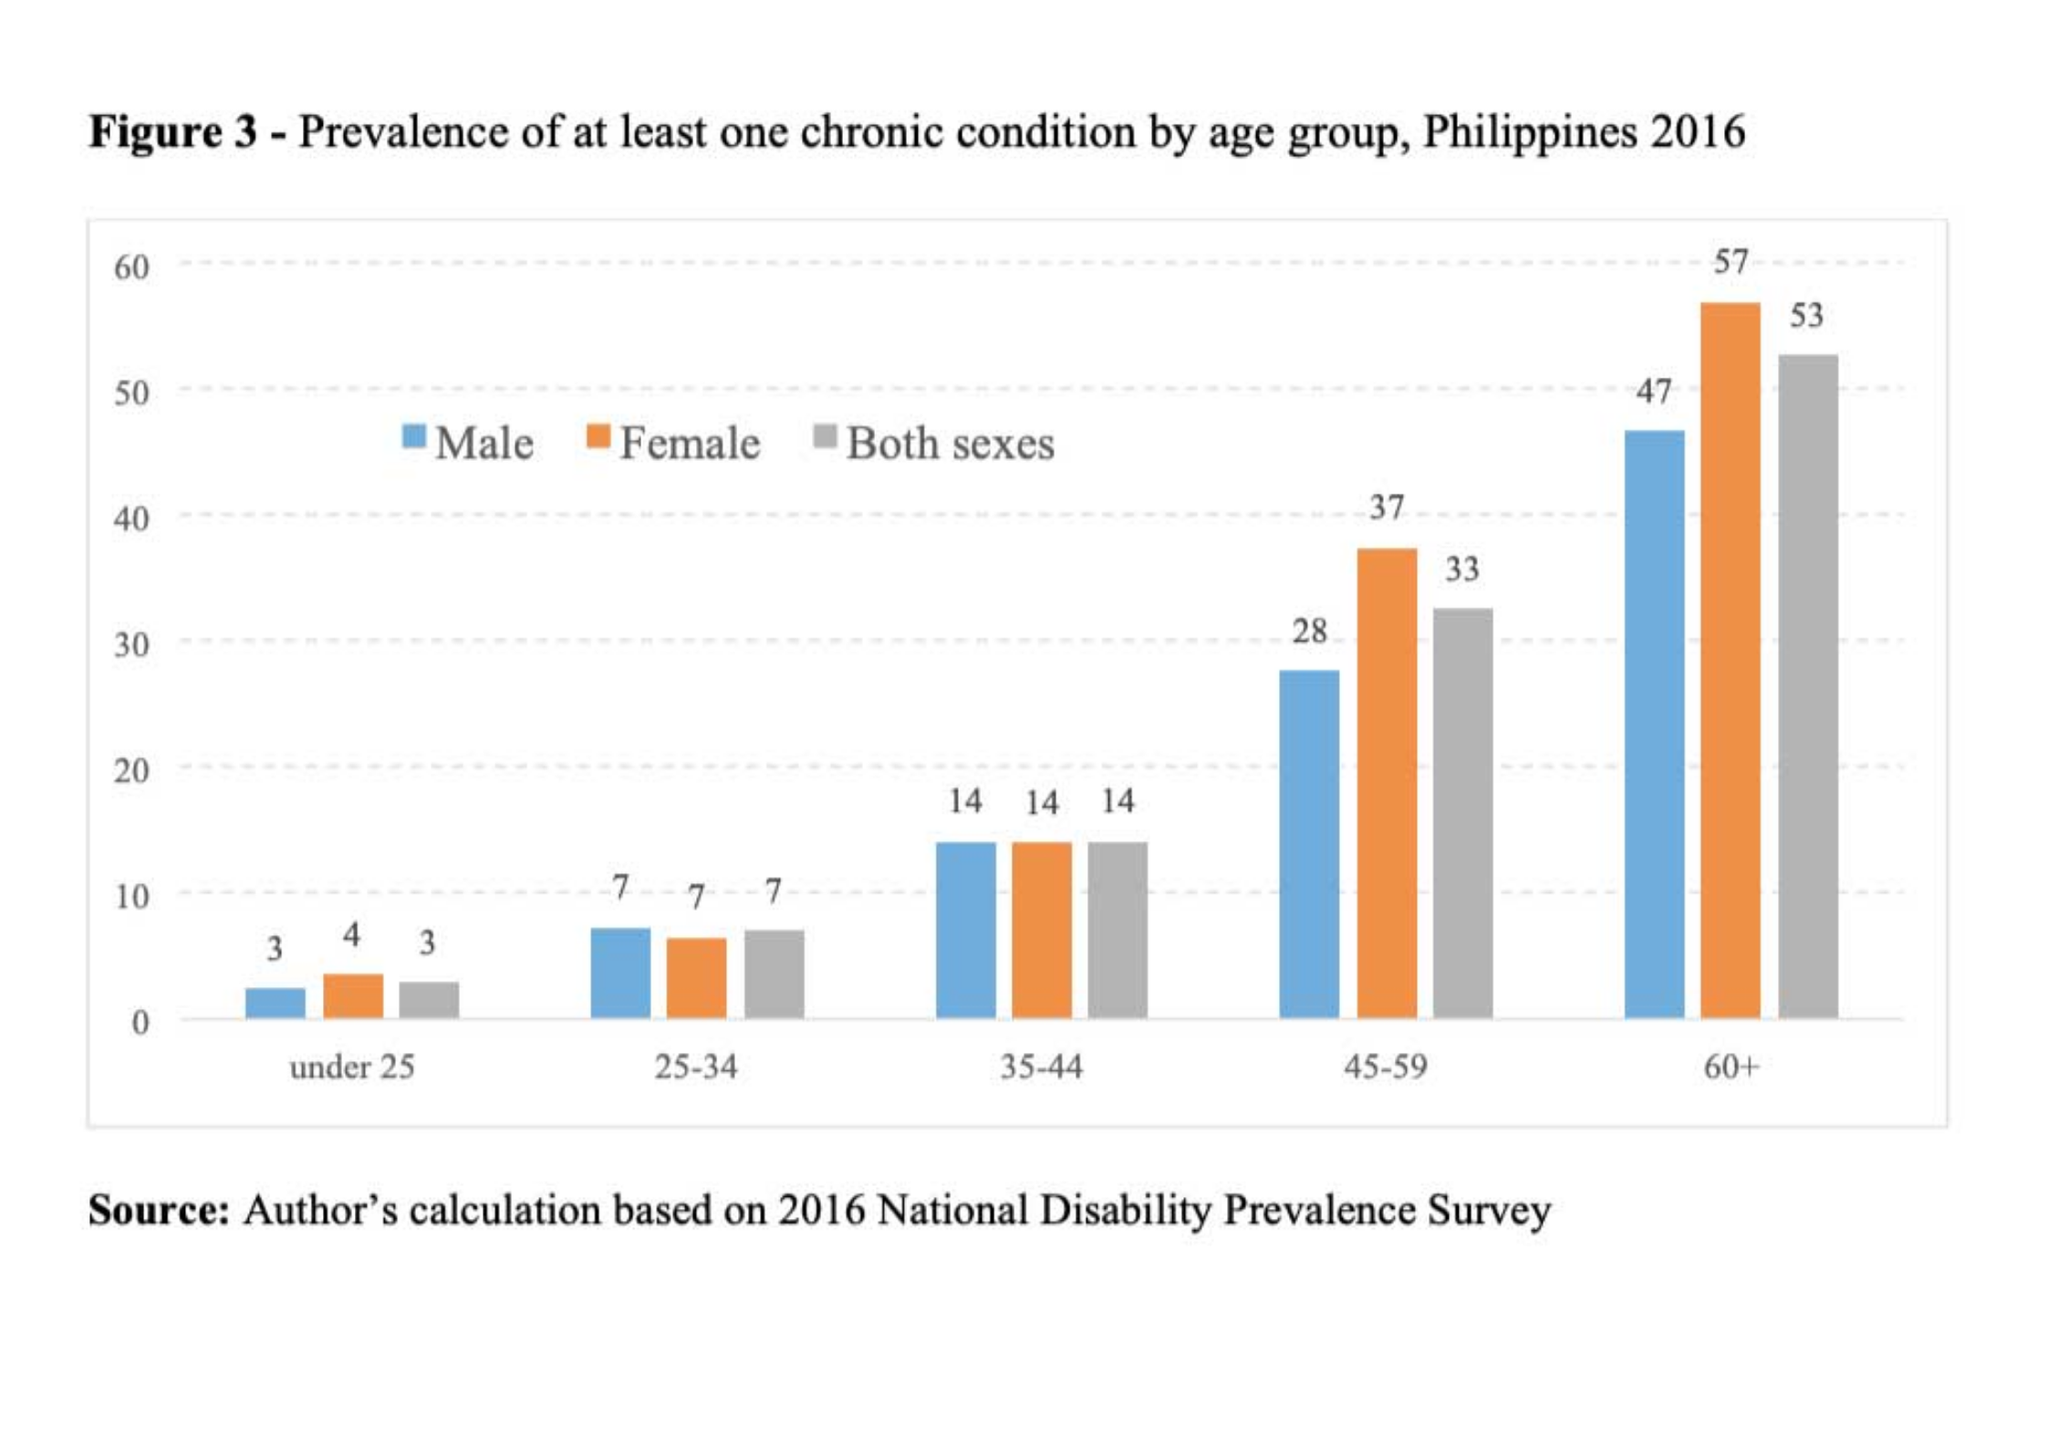 Figure 3 - Prevalence of at least one chronic condition by age group, Philippines 2016
60
50
40
30
20
10
0
Male Female Both sexes
3 4 3
7 7 7
14 14 14
28 37 33
47 57 53
under 25 25-34 35-44 45-59 60+
Source: Author’s calculation based on 2016 National Disability Prevalence Survey